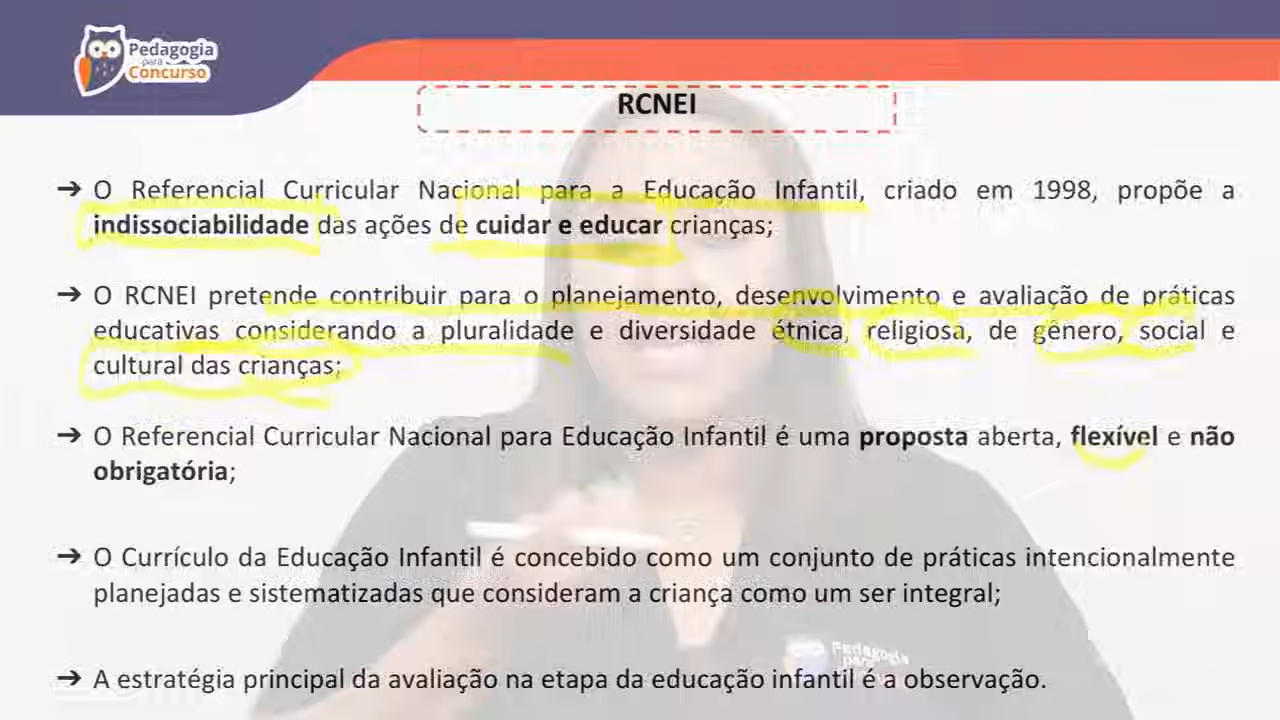 Pedagogia
para
Concurso
RCNEI
➔ O Referencial Curricular Nacional para a Educação Infantil, criado em 1998, propõe a
indissociabilidade das ações de cuidar e educar crianças;
➔ O RCNEI pretende contribuir para o planejamento, desenvolvimento e avaliação de práticas
educativas considerando a pluralidade e diversidade étnica, religiosa, de gênero, social e
cultural das crianças;
➔ O Referencial Curricular Nacional para Educação Infantil é uma proposta aberta, flexível e não
obrigatória;
➔ O Currículo da Educação Infantil é concebido como um conjunto de práticas intencionalmente
planejadas e sistematizadas que consideram a criança como um ser integral;
➔ A estratégia principal da avaliação na etapa da educação infantil é a observação.
Pedagogia
para